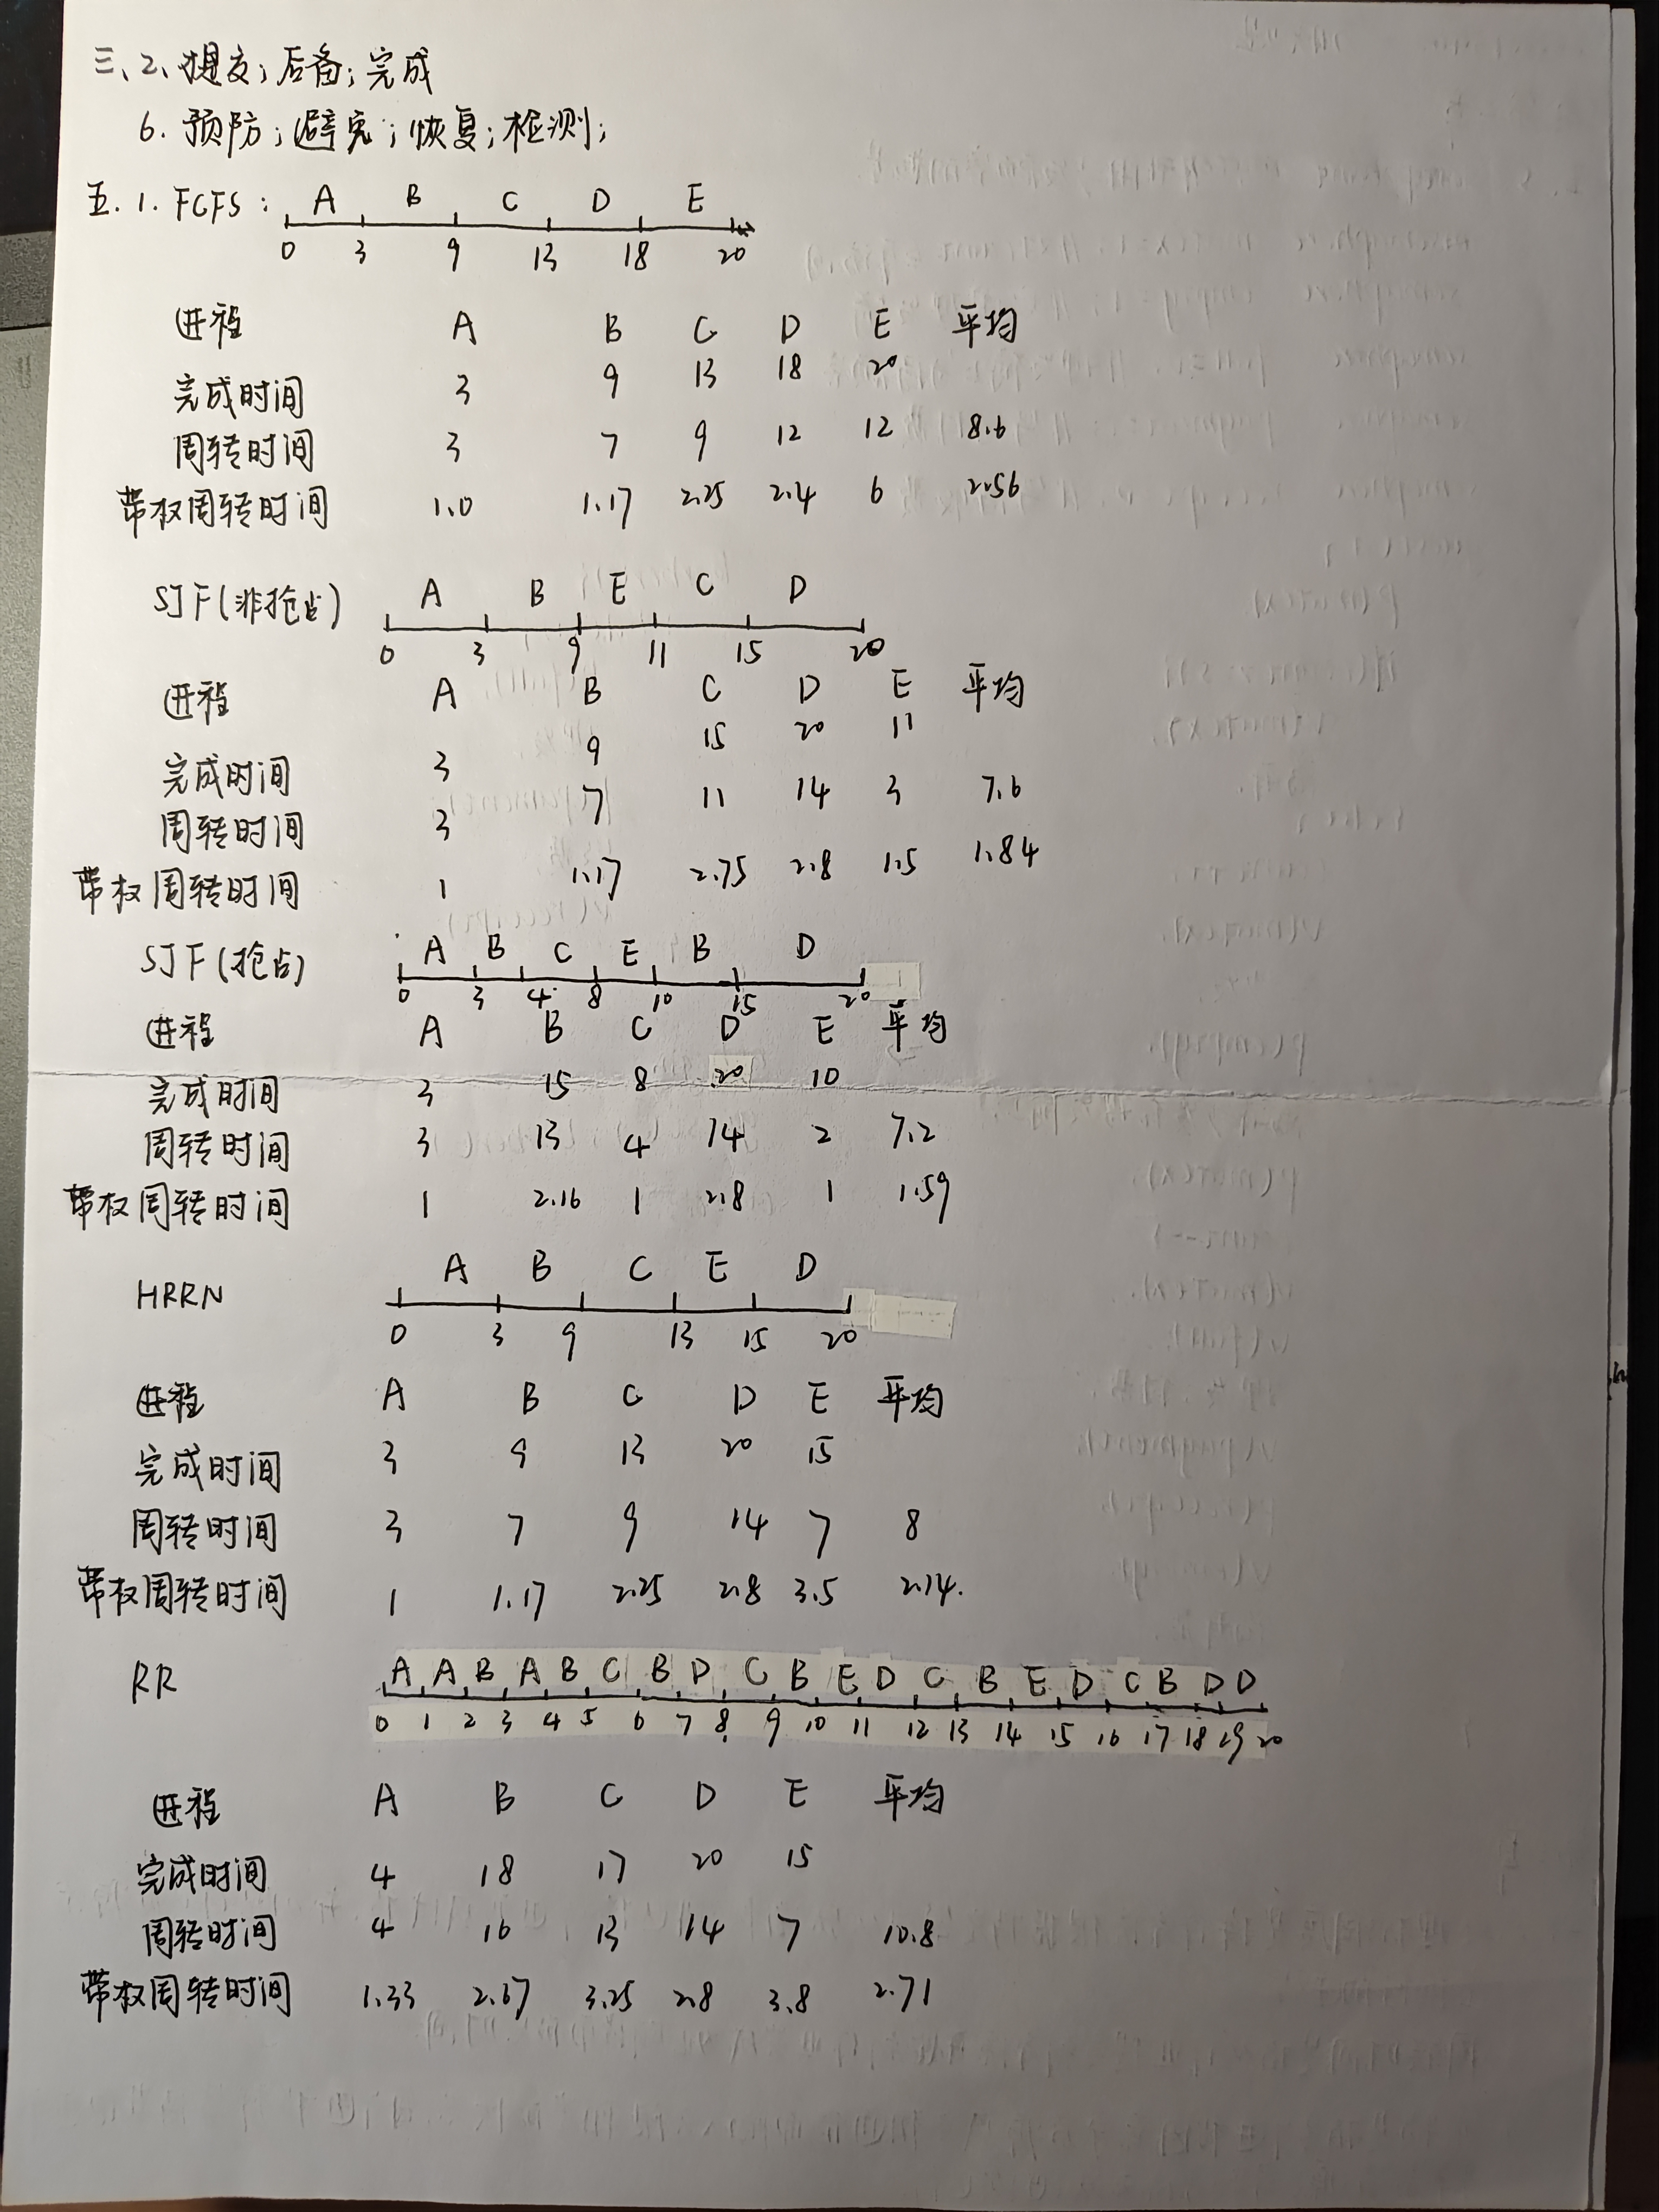 三、2、提交；后备；完成
6. 预防；避免；恢复；检测；
五. 1. FCFS：
A B C D E
0 3 9 13 18 20
进程 A B C D E 平均
完成时间 3 9 13 18 20
周转时间 3 7 9 12 12 8.6
带权周转时间 1.0 1.17 2.25 2.4 6 2.56
SJF(非抢占) A B E C D
0 3 9 11 15 20
进程 A B C D E 平均
完成时间 3 9 15 20 11
周转时间 3 7 11 14 3 7.6
带权周转时间 1 1.17 2.75 2.8 1.5 1.84
SJF(抢占) A B C E B D
0 3 4 8 10 15 20
进程 A B C D E 平均
完成时间 3 15 8 20 10
周转时间 3 13 4 14 2 7.2
带权周转时间 1 2.16 1 2.8 1 1.59
HRRN A B C E D
0 3 9 13 15 20
进程 A B C D E 平均
完成时间 3 9 13 20 15
周转时间 3 7 9 14 7 8
带权周转时间 1 1.17 2.25 2.8 3.5 2.14.
RR A A B A B C B D C B E D C B E D C B D D
0 1 2 3 4 5 6 7 8 9 10 11 12 13 14 15 16 17 18 19 20
进程 A B C D E 平均
完成时间 4 18 17 20 15
周转时间 4 16 13 14 7 10.8
带权周转时间 1.33 2.67 3.25 2.8 3.8 2.71